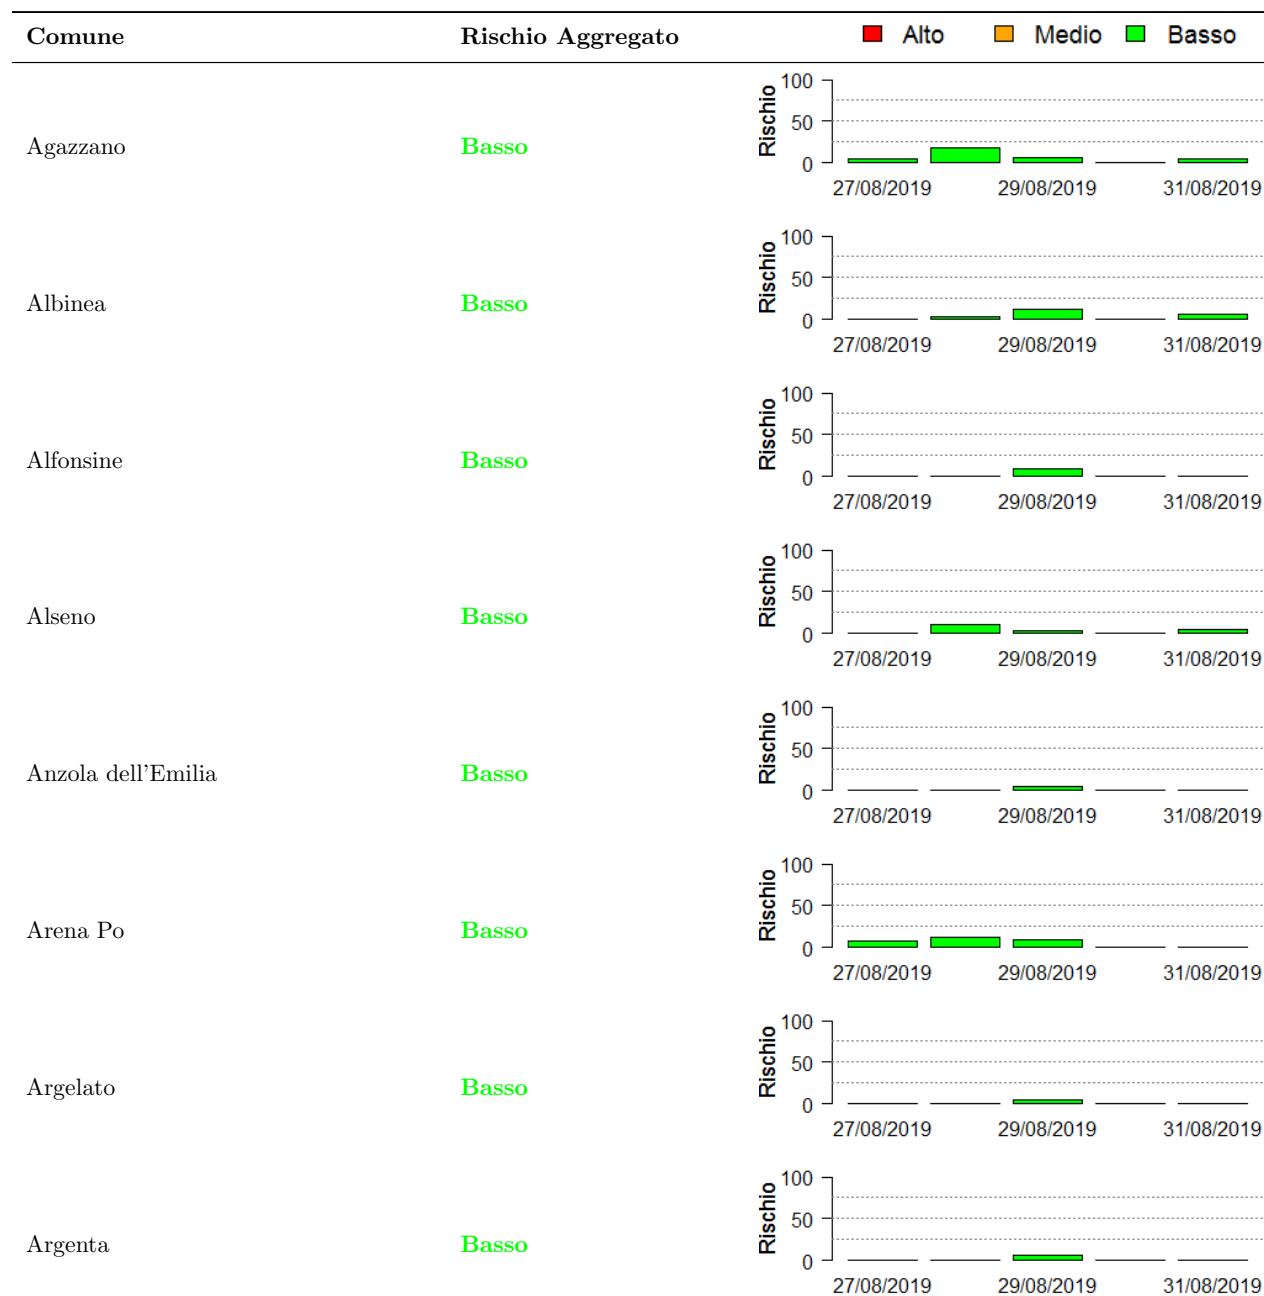 Comune Rischio Aggregato Alto Medio Basso
Agazzano Basso Rischio 100 50 0
27/08/2019 29/08/2019 31/08/2019
Albinea Basso Rischio 100 50 0
27/08/2019 29/08/2019 31/08/2019
Alfonsine Basso Rischio 100 50 0
27/08/2019 29/08/2019 31/08/2019
Alseno Basso Rischio 100 50 0
27/08/2019 29/08/2019 31/08/2019
Anzola dell'Emilia Basso Rischio 100 50 0
27/08/2019 29/08/2019 31/08/2019
Arena Po Basso Rischio 100 50 0
27/08/2019 29/08/2019 31/08/2019
Argelato Basso Rischio 100 50 0
27/08/2019 29/08/2019 31/08/2019
Argenta Basso Rischio 100 50 0
27/08/2019 29/08/2019 31/08/2019